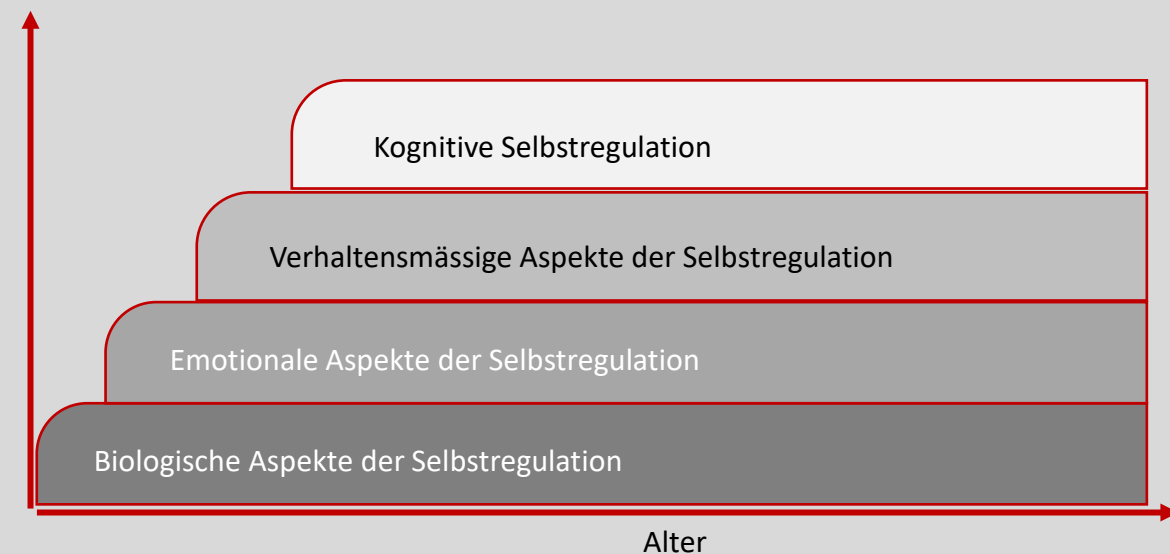 Kognitive Selbstregulation
Verhaltensmässige Aspekte der Selbstregulation
Emotionale Aspekte der Selbstregulation
Biologische Aspekte der Selbstregulation
Alter